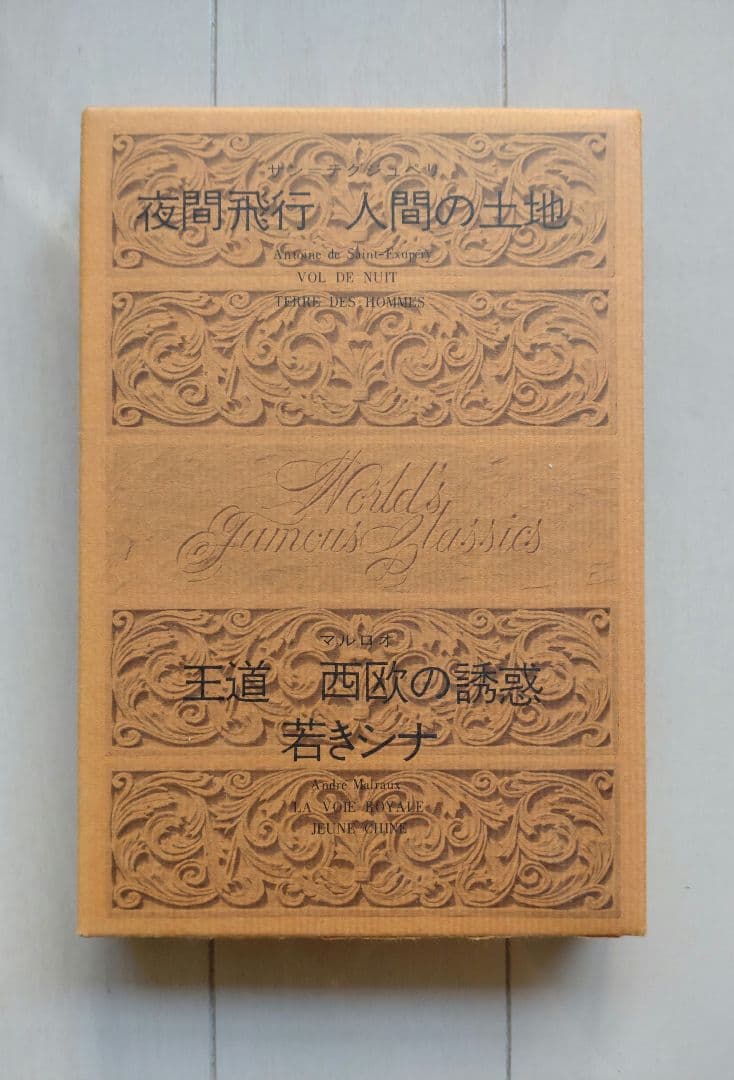 サン＝テグジュペリ
夜間飛行 人間の土地
Antoine de Saint-Exupéry
VOL DE NUIT
TERRE DES HOMMES
World's
Famous Classics
マルロオ
王道 西欧の誘惑
若きシナ
André Malraux
LA VOIE ROYALE
JEUNE CHINE